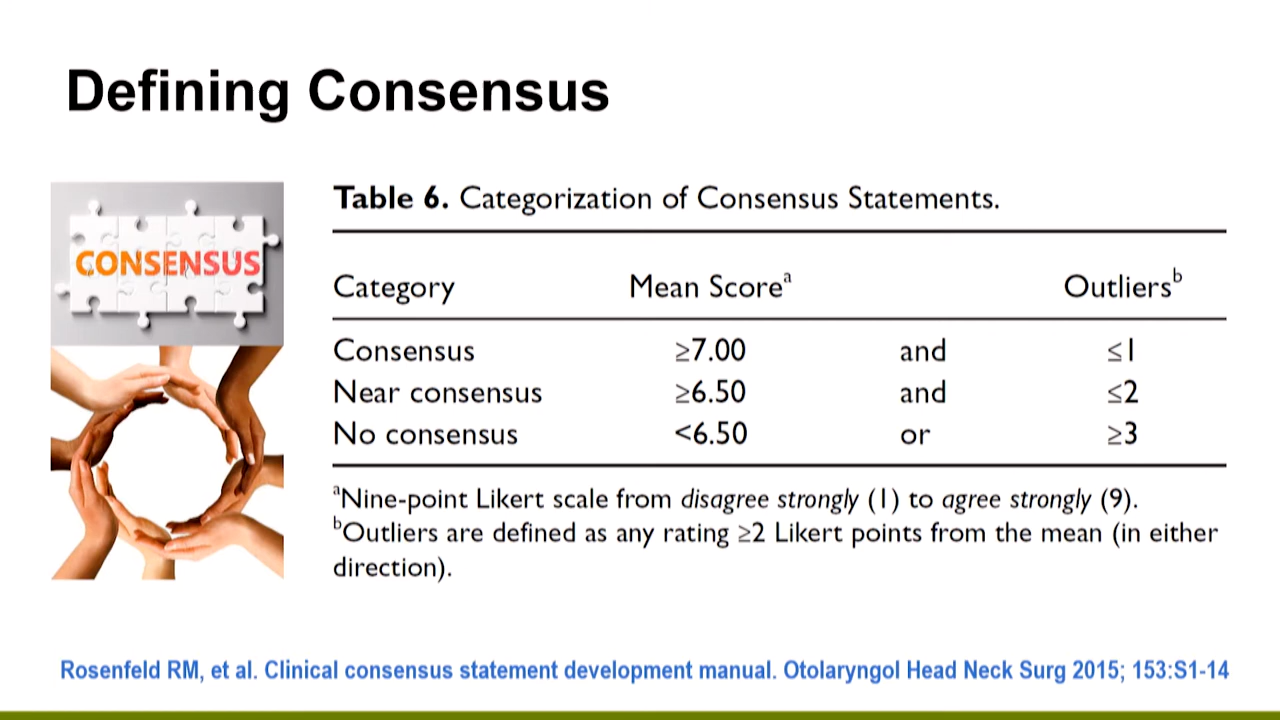 Defining Consensus
CONSENSUS
Table 6. Categorization of Consensus Statements.
Category Mean Scoreᵃ Outliersᵇ
Consensus ≥7.00 and ≤1
Near consensus ≥6.50 and ≤2
No consensus <6.50 or ≥3
ᵃNine-point Likert scale from disagree strongly (1) to agree strongly (9).
ᵇOutliers are defined as any rating ≥2 Likert points from the mean (in either
direction).
Rosenfeld RM, et al. Clinical consensus statement development manual. Otolaryngol Head Neck Surg 2015; 153:S1-14